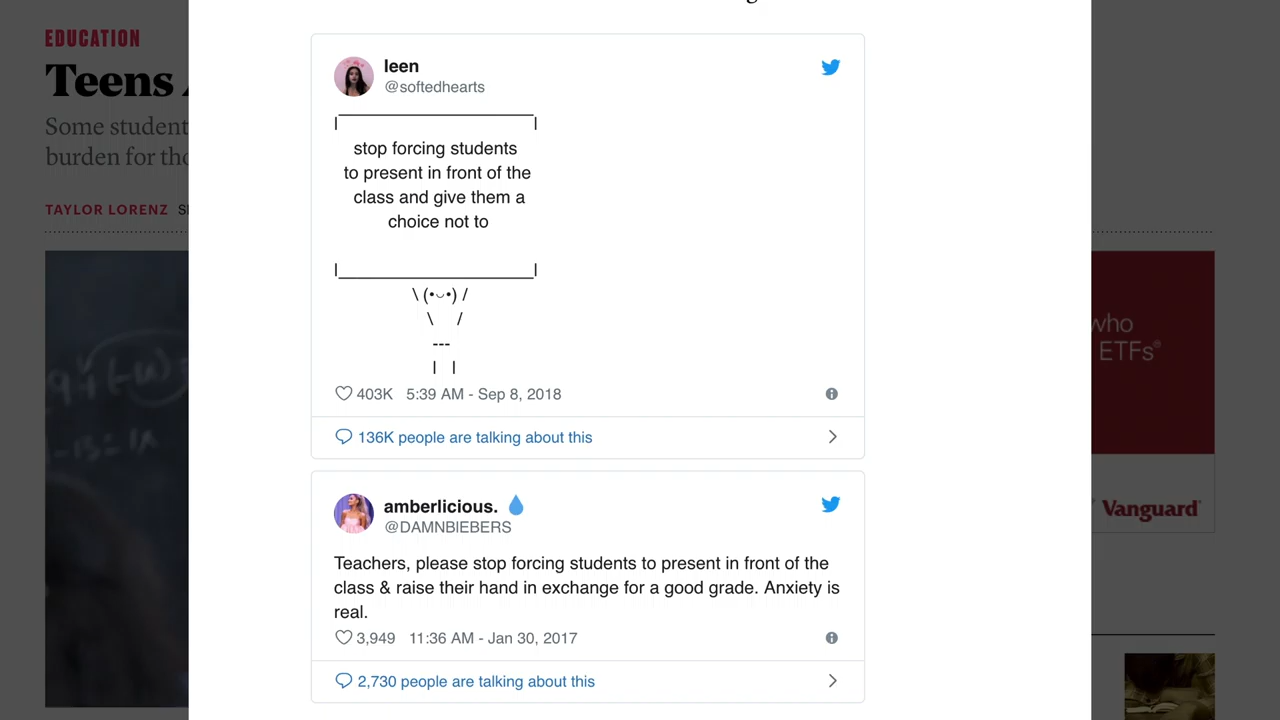 EDUCATION
Teens
Some student
burden for tho
TAYLOR LORENZ
leen
@softedhearts
|‾‾‾‾‾‾‾‾‾‾‾‾‾‾‾‾‾‾‾‾‾‾|
stop forcing students
to present in front of the
class and give them a
choice not to
|______________________|
\ (•◡•) /
\ /
---
| |
403K 5:39 AM - Sep 8, 2018
136K people are talking about this
amberlicious. 💧
@DAMNBIEBERS
Teachers, please stop forcing students to present in front of the
class & raise their hand in exchange for a good grade. Anxiety is
real.
3,949 11:36 AM - Jan 30, 2017
2,730 people are talking about this
who
ETFs®
Vanguard